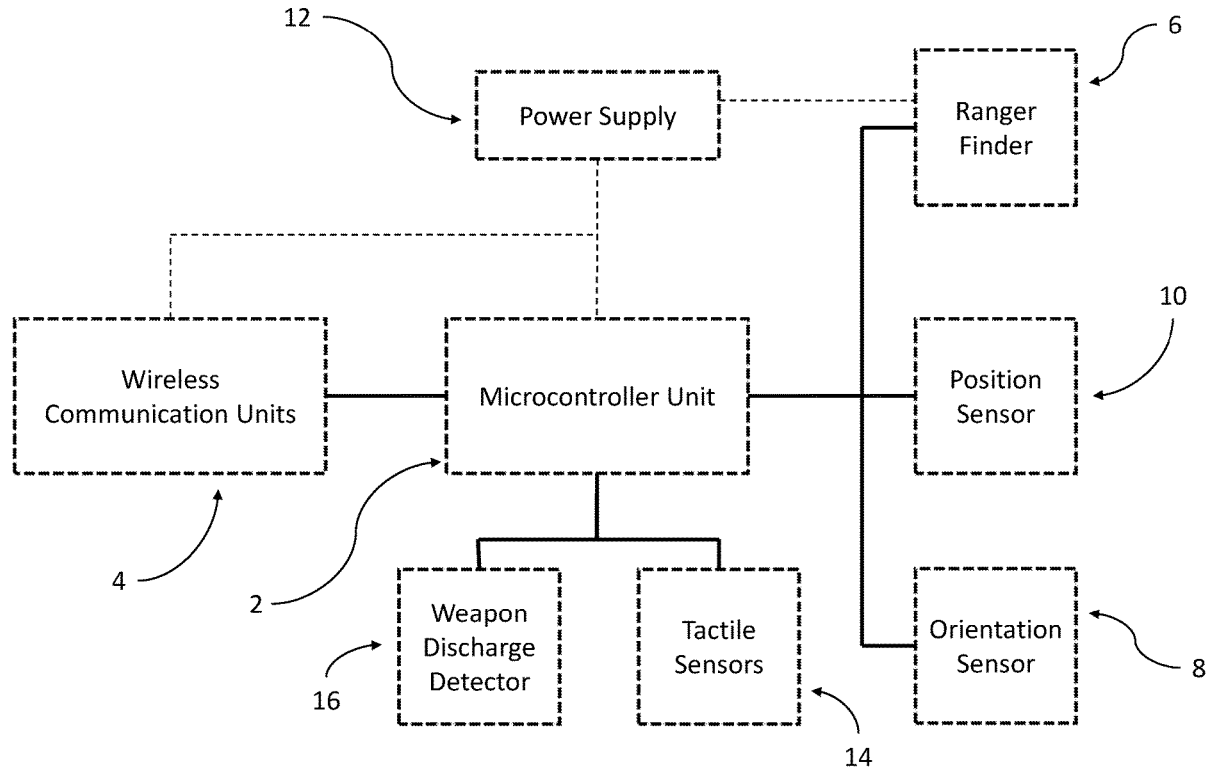 12
6
Power Supply
Ranger
Finder
10
Wireless
Communication Units
Microcontroller Unit
Position
Sensor
4
2
16
Weapon
Discharge
Detector
Tactile
Sensors
14
Orientation
Sensor
8